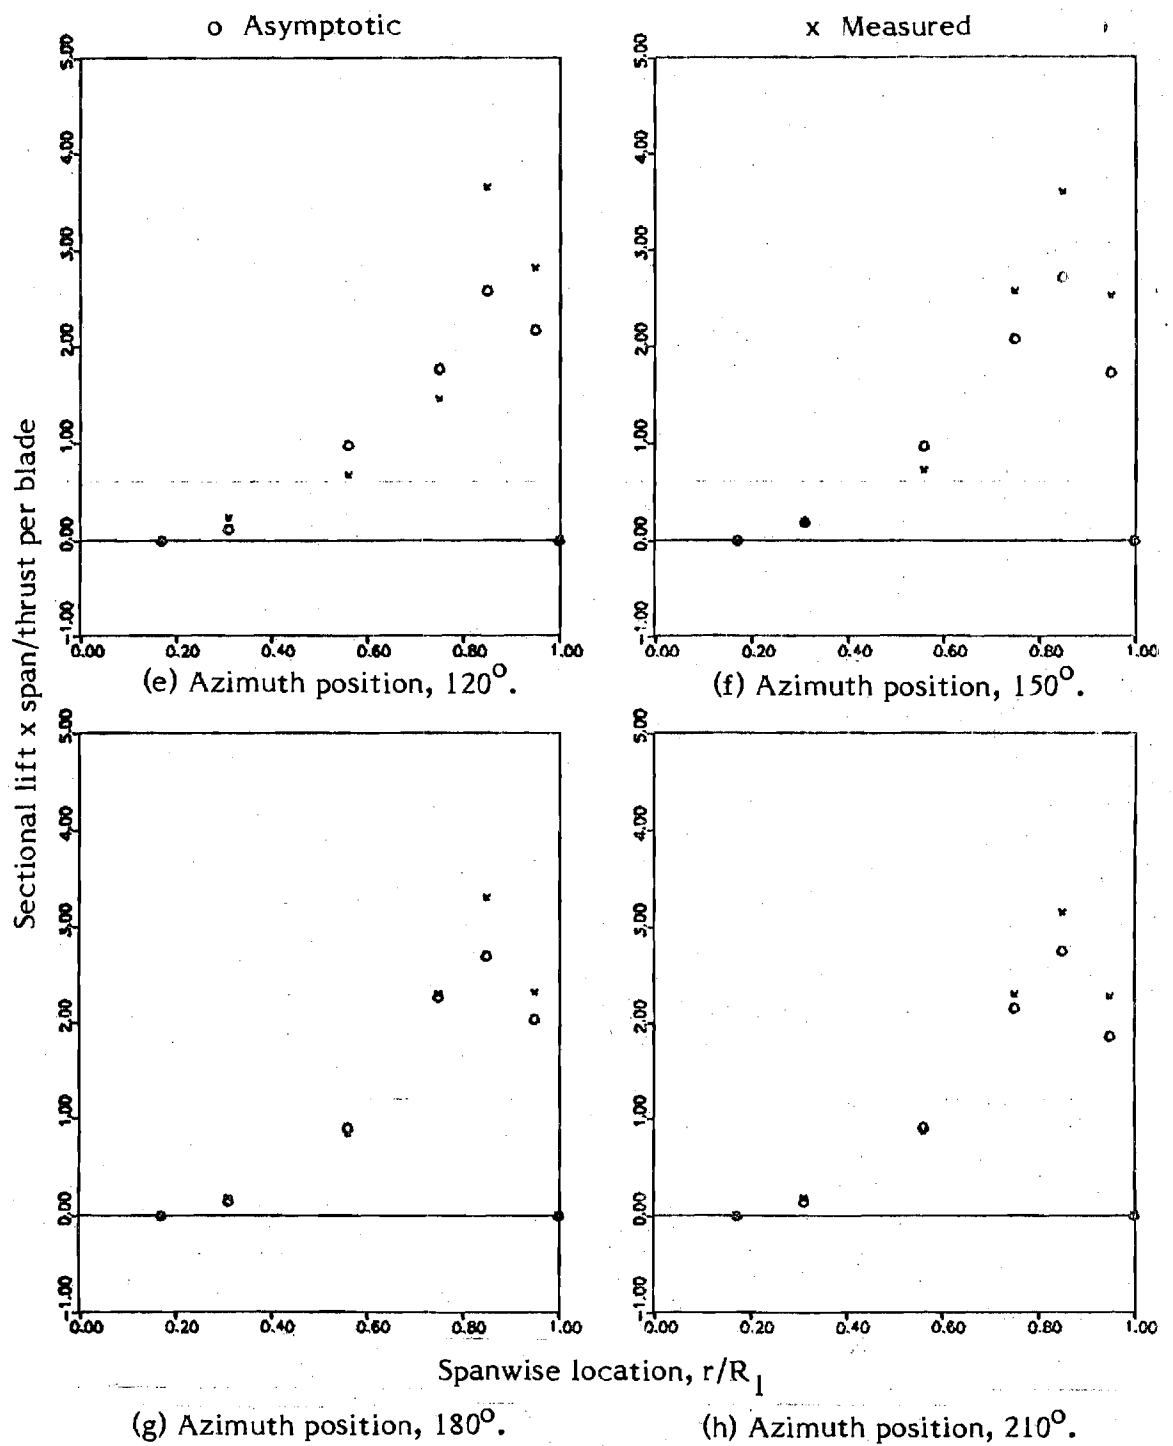 o Asymptotic
x Measured
Sectional lift x span/thrust per blade
5.00
4.00
3.00
2.00
1.00
0.00
-1.00
0.00 0.20 0.40 0.60 0.80 1.00
(e) Azimuth position, 120°.
5.00
4.00
3.00
2.00
1.00
0.00
-1.00
0.00 0.20 0.40 0.60 0.80 1.00
(f) Azimuth position, 150°.
5.00
4.00
3.00
2.00
1.00
0.00
-1.00
0.00 0.20 0.40 0.60 0.80 1.00
(g) Azimuth position, 180°.
5.00
4.00
3.00
2.00
1.00
0.00
-1.00
0.00 0.20 0.40 0.60 0.80 1.00
(h) Azimuth position, 210°.
Spanwise location, r/R1